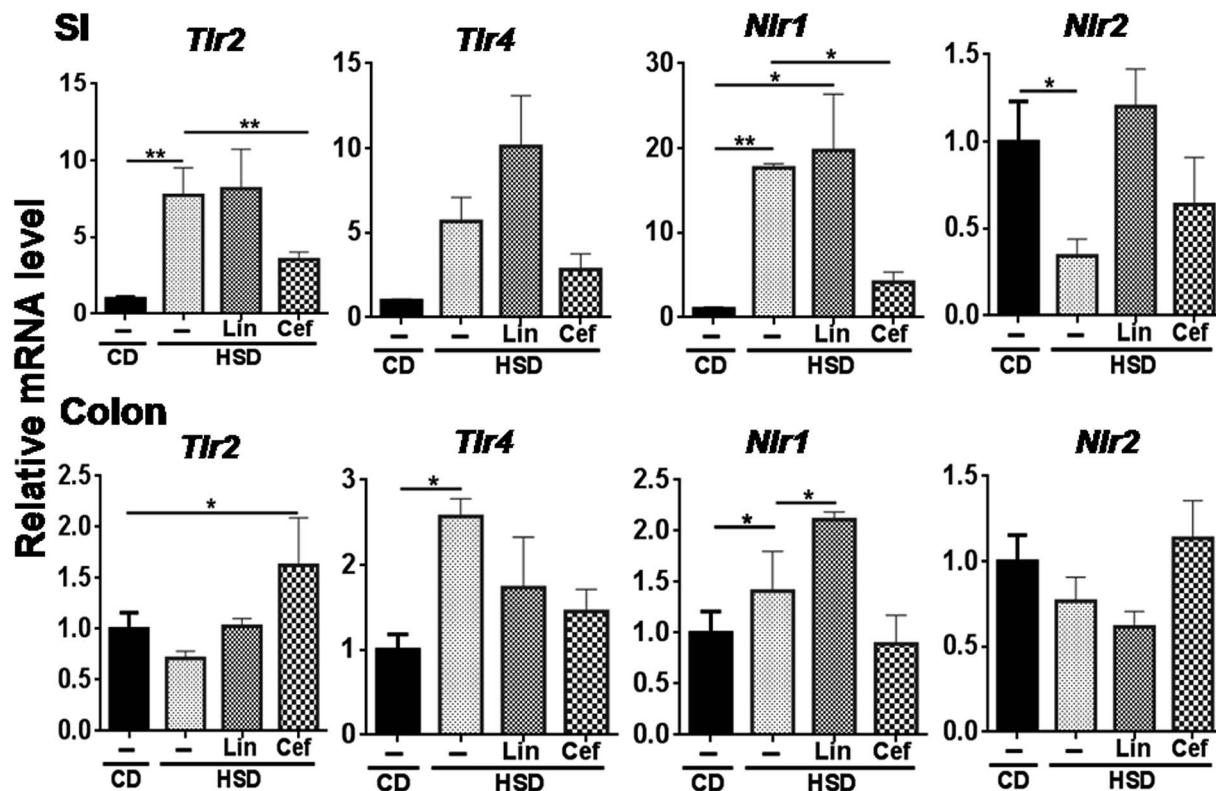 SI
Tlr2 Tlr4 Nlr1 Nlr2
Relative mRNA level
15 10 5 0
** **
– – Lin Cef
CD HSD
15 10 5 0
– – Lin Cef
CD HSD
30 20 10 0
** * *
– – Lin Cef
CD HSD
1.5 1.0 0.5 0.0
*
– – Lin Cef
CD HSD
Colon
Tlr2 Tlr4 Nlr1 Nlr2
2.5 2.0 1.5 1.0 0.5 0.0
*
– – Lin Cef
CD HSD
3 2 1 0
*
– – Lin Cef
CD HSD
2.5 2.0 1.5 1.0 0.5 0.0
* *
– – Lin Cef
CD HSD
1.5 1.0 0.5 0.0
– – Lin Cef
CD HSD